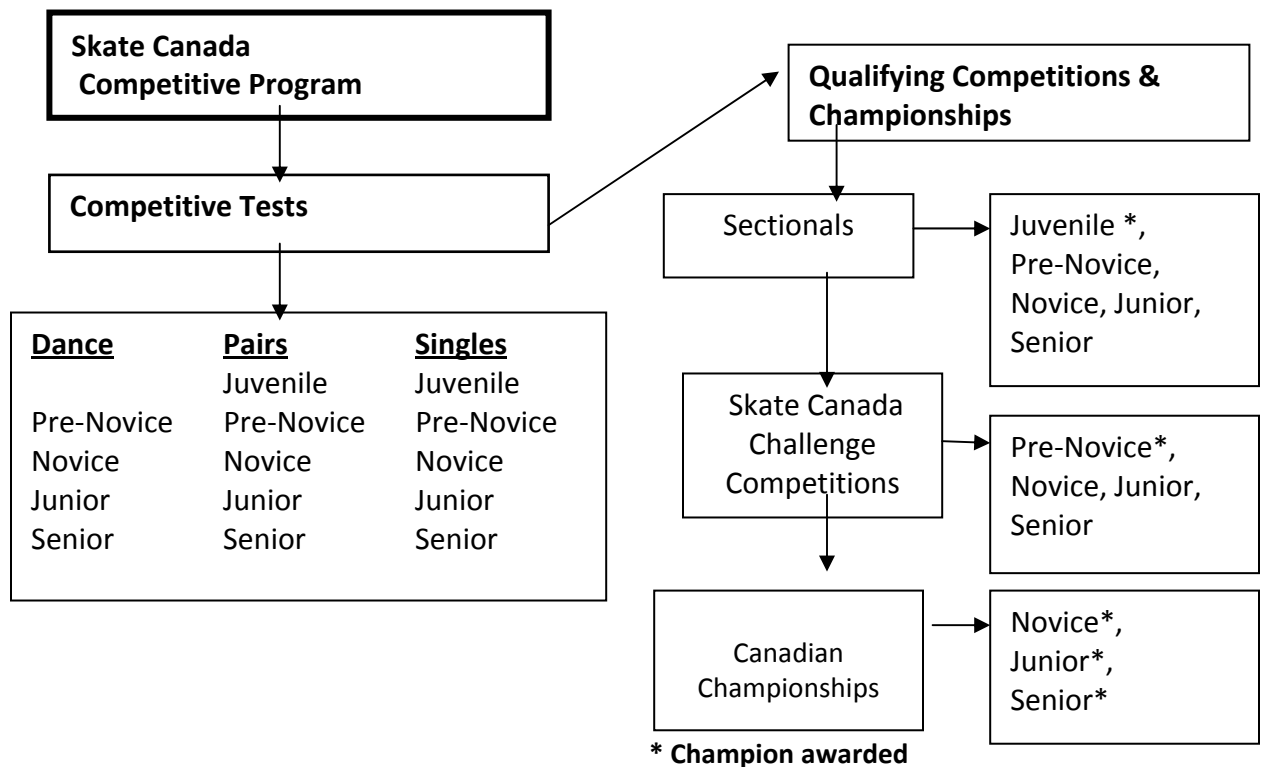 Skate Canada
Competitive Program
Competitive Tests
Dance Pairs Singles
Juvenile Juvenile
Pre-Novice Pre-Novice Pre-Novice
Novice Novice Novice
Junior Junior Junior
Senior Senior Senior
Qualifying Competitions &
Championships
Sectionals
Juvenile *,
Pre-Novice,
Novice, Junior,
Senior
Skate Canada
Challenge
Competitions
Pre-Novice*,
Novice, Junior,
Senior
Canadian
Championships
Novice*,
Junior*,
Senior*
* Champion awarded